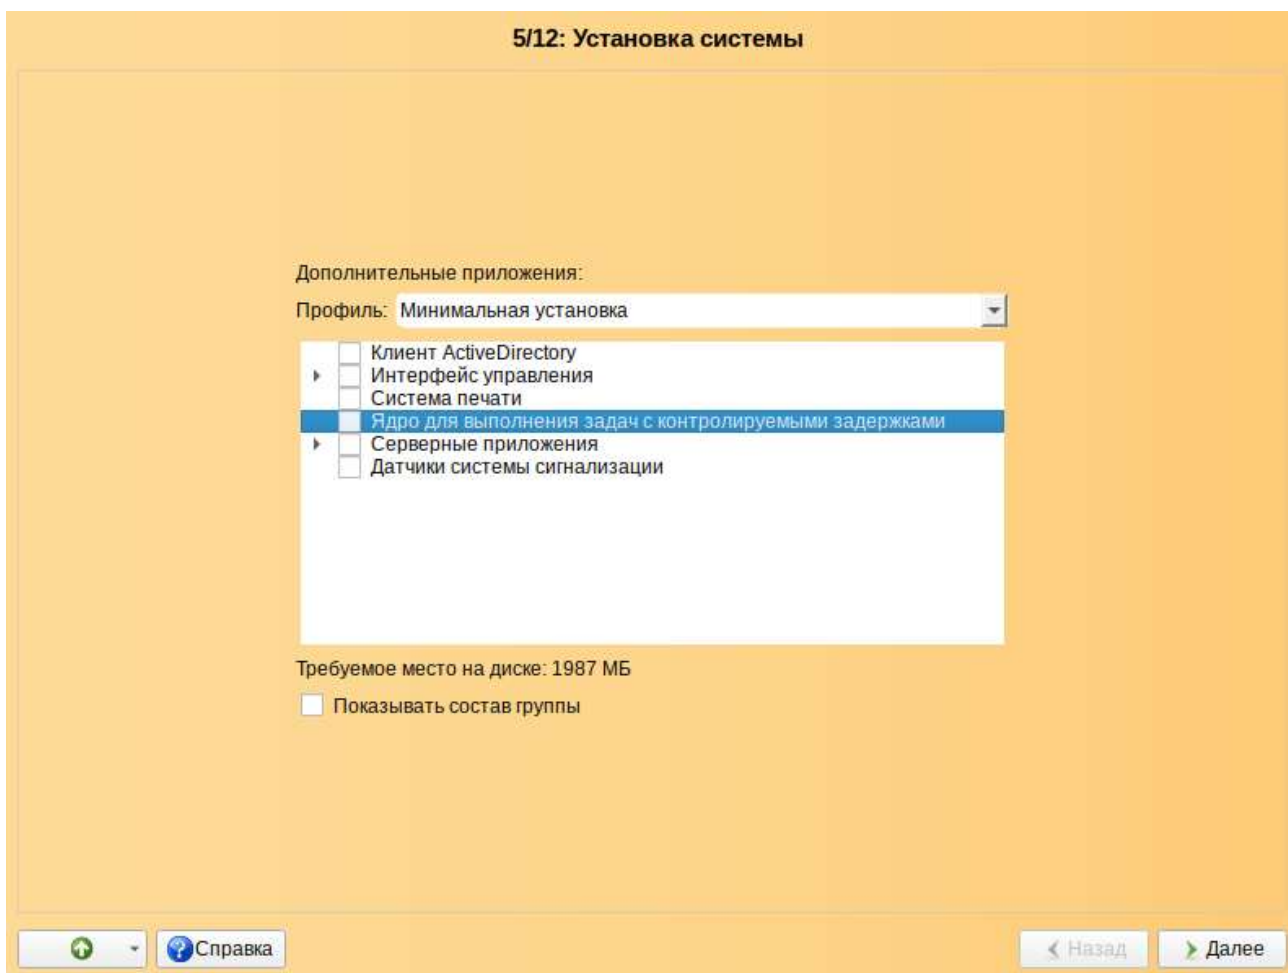 5/12: Установка системы
Дополнительные приложения:
Профиль: Минимальная установка
Клиент ActiveDirectory
Интерфейс управления
Система печати
Ядро для выполнения задач с контролируемыми задержками
Серверные приложения
Датчики системы сигнализации
Требуемое место на диске: 1987 МБ
Показывать состав группы
Справка
Назад
Далее